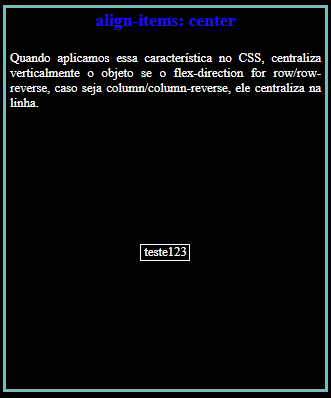 align-items: center
Quando aplicamos essa característica no CSS, centraliza
verticalmente o objeto se o flex-direction for row/row-
reverse, caso seja column/column-reverse, ele centraliza na
linha.
teste123